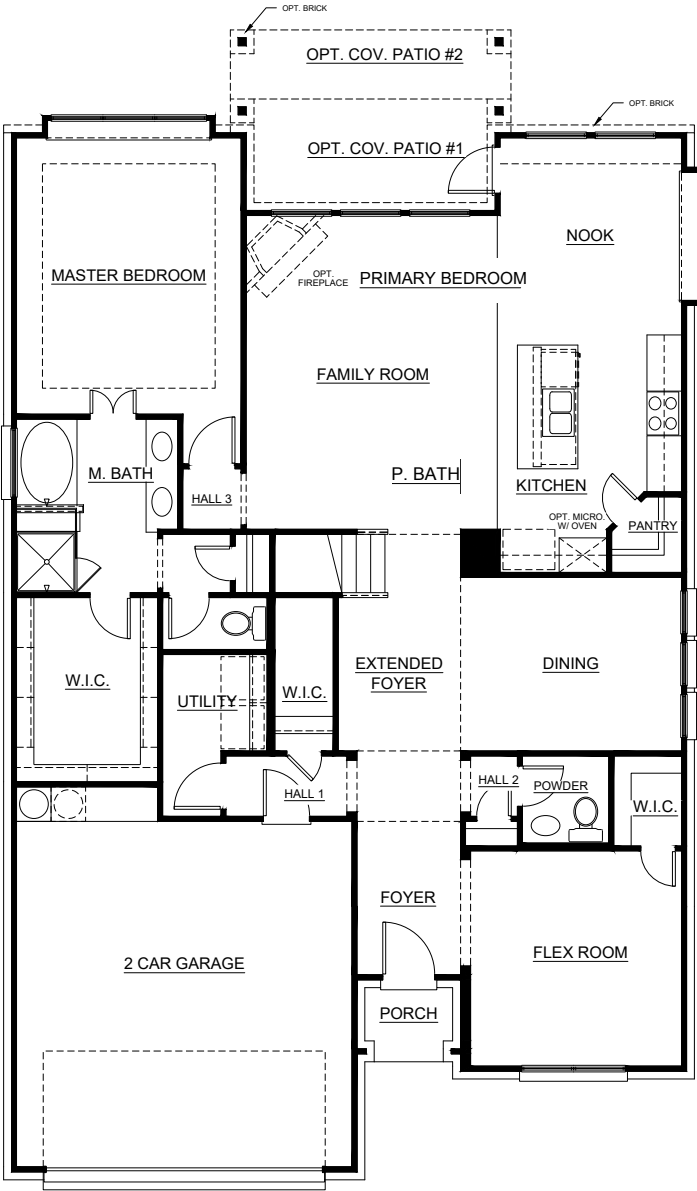 OPT. BRICK
OPT. COV. PATIO #2
OPT. BRICK
OPT. COV. PATIO #1
NOOK
MASTER BEDROOM
OPT.
FIREPLACE
PRIMARY BEDROOM
FAMILY ROOM
M. BATH
P. BATH
KITCHEN
HALL 3
OPT. MICRO.
W/ OVEN
PANTRY
EXTENDED
FOYER
DINING
W.I.C.
UTILITY
W.I.C.
HALL 1
HALL 2
POWDER
W.I.C.
FOYER
FLEX ROOM
2 CAR GARAGE
PORCH